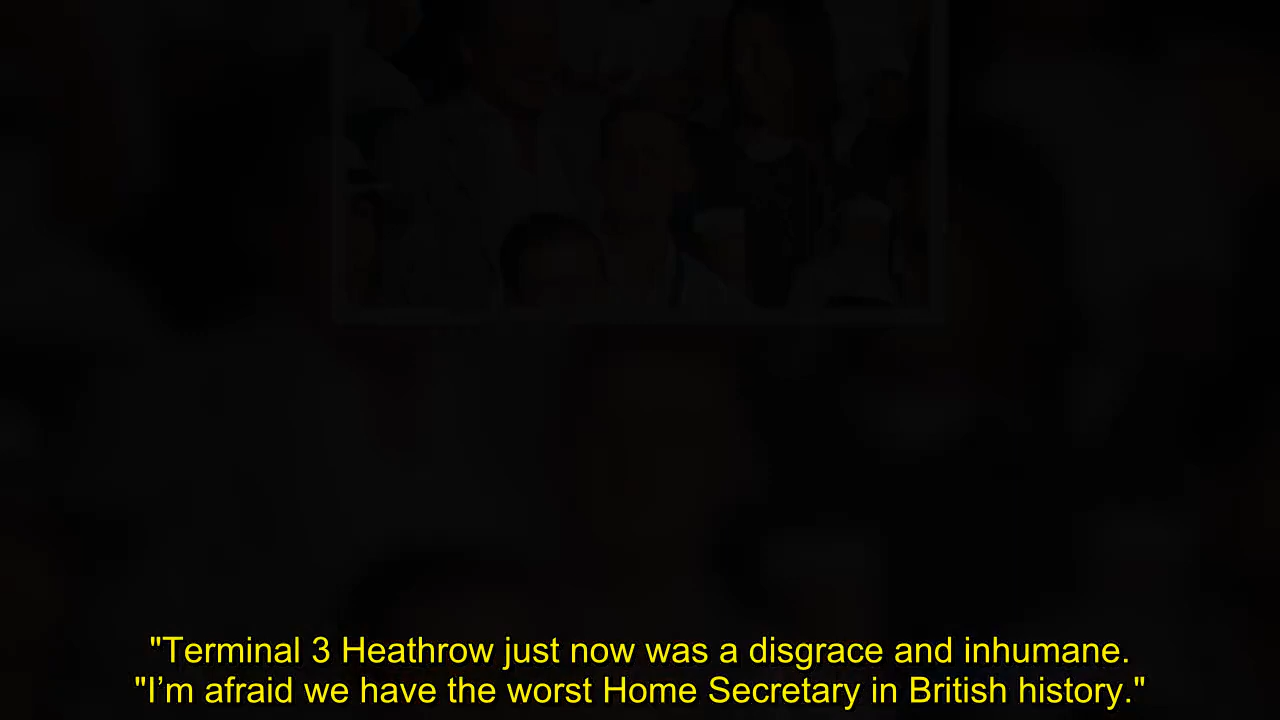 "Terminal 3 Heathrow just now was a disgrace and inhumane.
"I’m afraid we have the worst Home Secretary in British history."